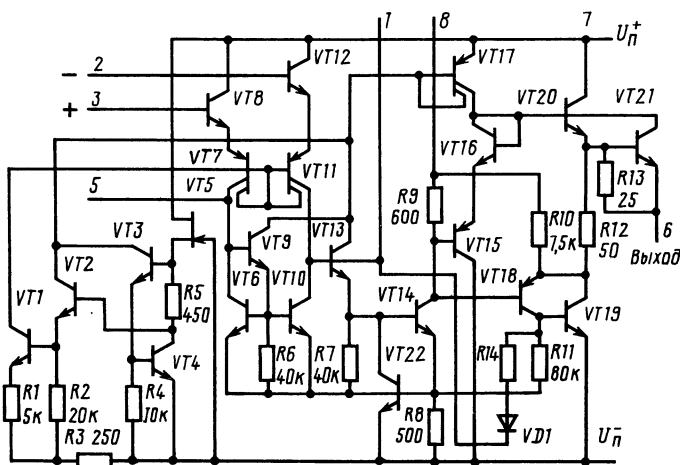 1
8
7
Uп⁺
VT12
VT17
2
−
+
3
VT8
VT20
VT21
VT7
VT11
VT16
5
VT5
R13
25
R9
600
R10
7,5к
R12
50
6
Выход
VT3
VT9
VT13
VT15
VT2
VT1
R5
450
VT6
VT10
VT14
VT18
VT19
VT4
VT22
R1
5к
R2
20к
R4
10к
R6
40к
R7
40к
R14
R11
80к
R3 250
R8
500
VD1
Uп⁻